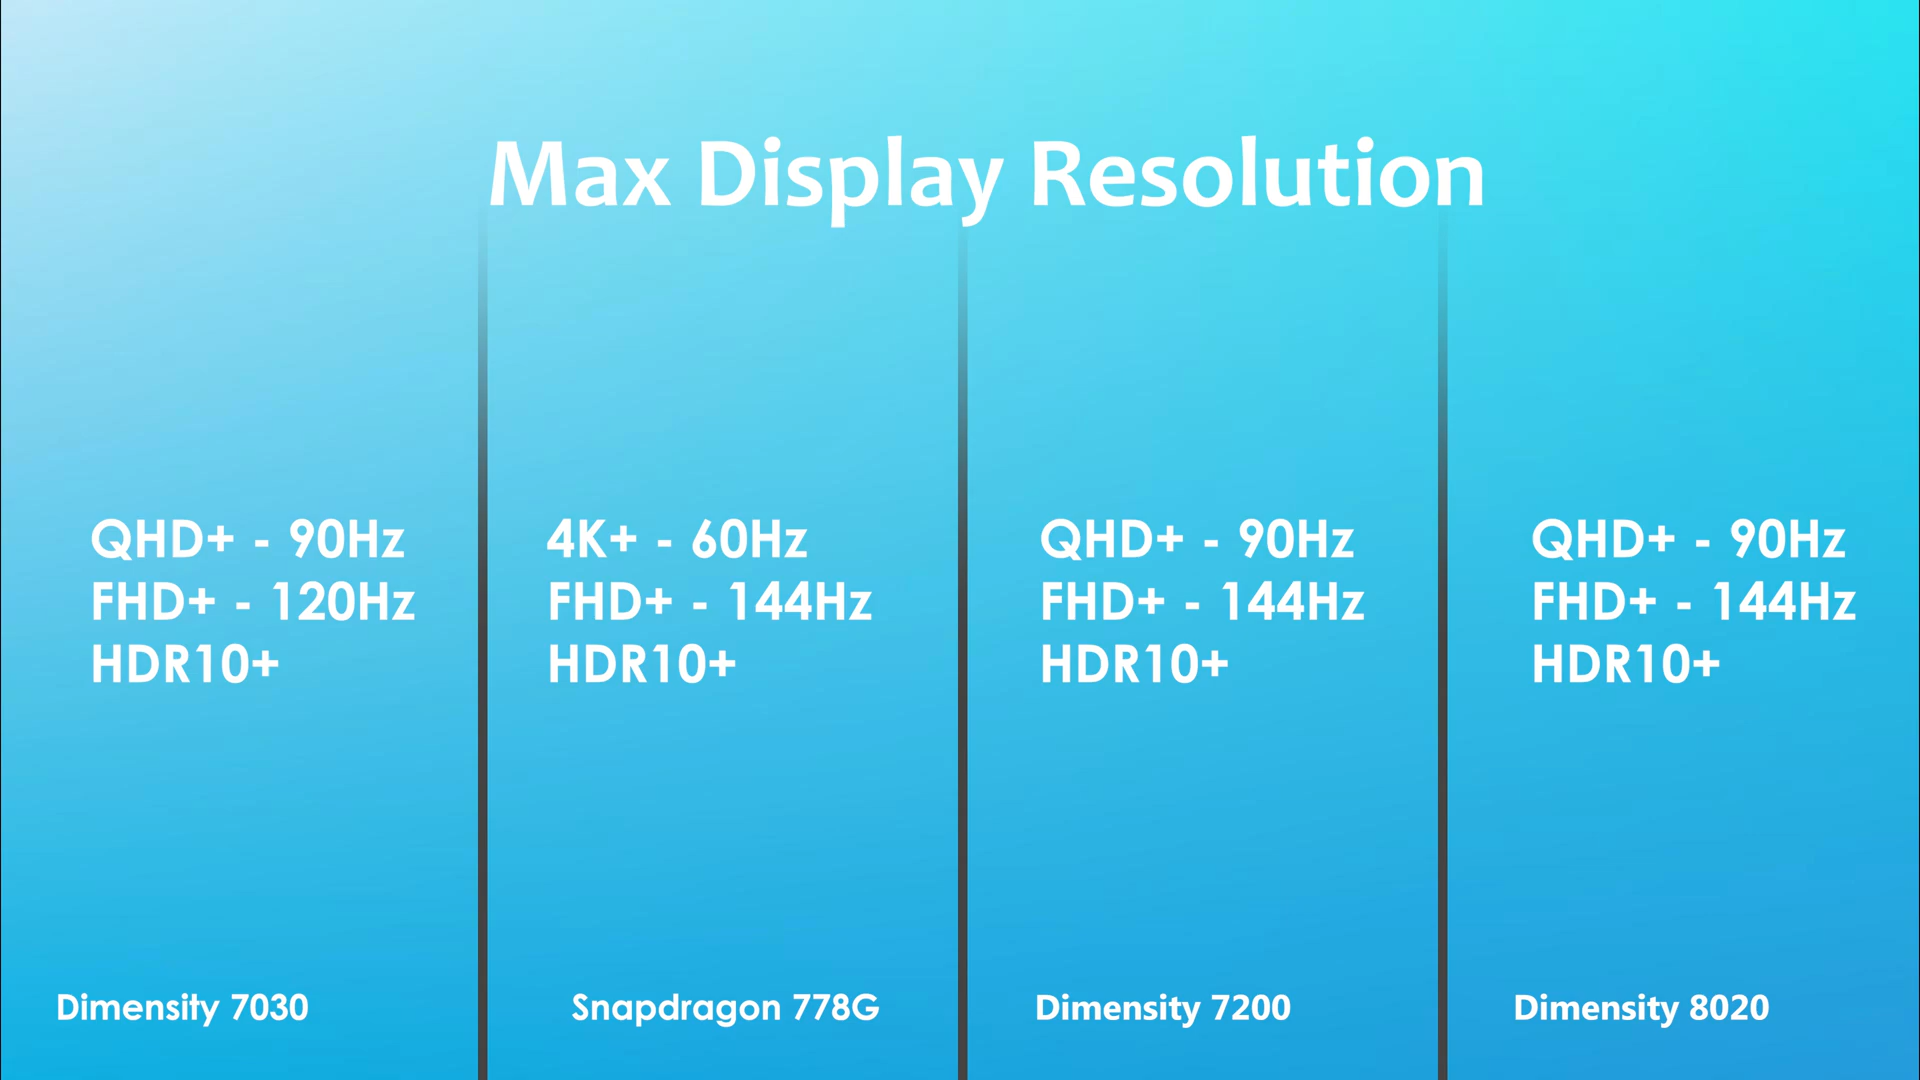 Max Display Resolution
QHD+ - 90Hz
FHD+ - 120Hz
HDR10+
4K+ - 60Hz
FHD+ - 144Hz
HDR10+
QHD+ - 90Hz
FHD+ - 144Hz
HDR10+
QHD+ - 90Hz
FHD+ - 144Hz
HDR10+
Dimensity 7030
Snapdragon 778G
Dimensity 7200
Dimensity 8020